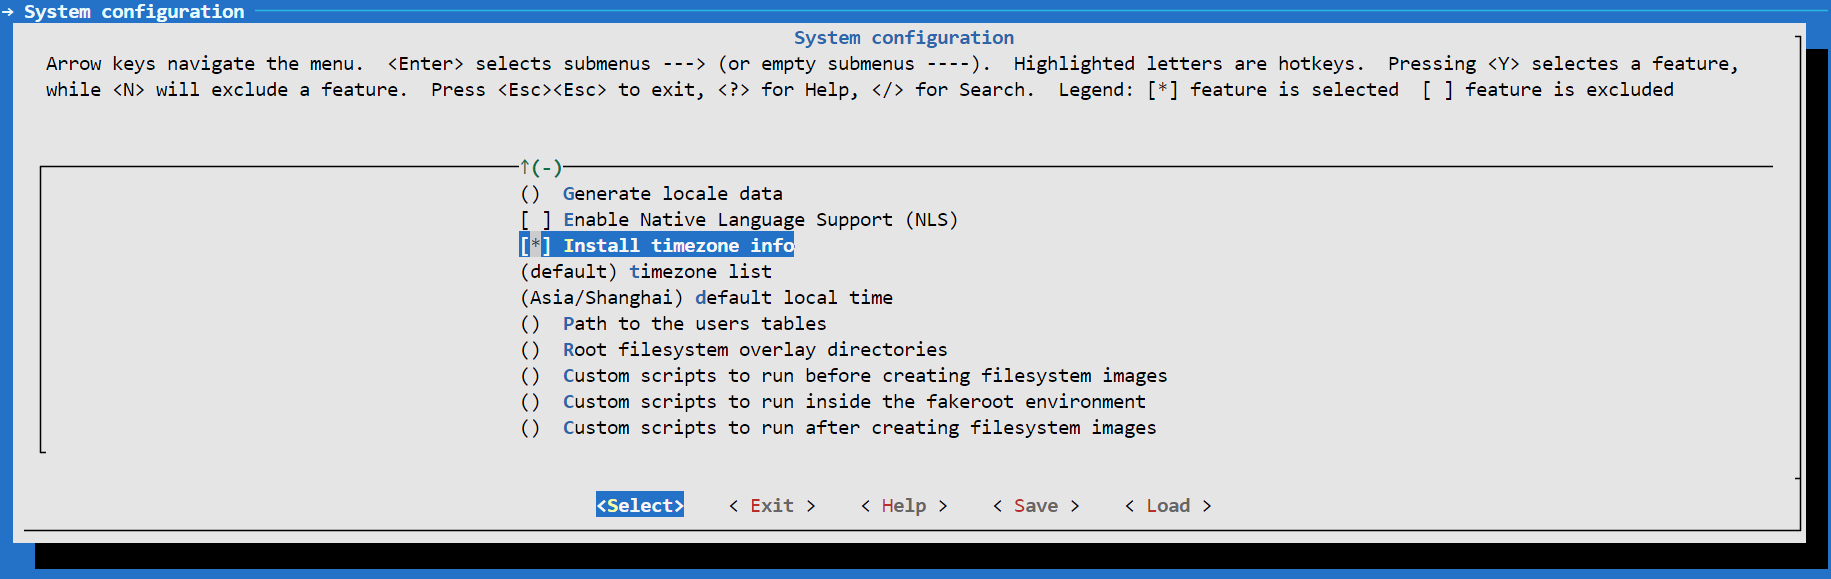 → System configuration
System configuration
Arrow keys navigate the menu.  <Enter> selects submenus ---> (or empty submenus ----).  Highlighted letters are hotkeys.  Pressing <Y> selectes a feature,
while <N> will exclude a feature.  Press <Esc><Esc> to exit, <?> for Help, </> for Search.  Legend: [*] feature is selected  [ ] feature is excluded
↑(-)
()  Generate locale data
[ ] Enable Native Language Support (NLS)
[*] Install timezone info
(default) timezone list
(Asia/Shanghai) default local time
()  Path to the users tables
()  Root filesystem overlay directories
()  Custom scripts to run before creating filesystem images
()  Custom scripts to run inside the fakeroot environment
()  Custom scripts to run after creating filesystem images
<Select>    < Exit >    < Help >    < Save >    < Load >